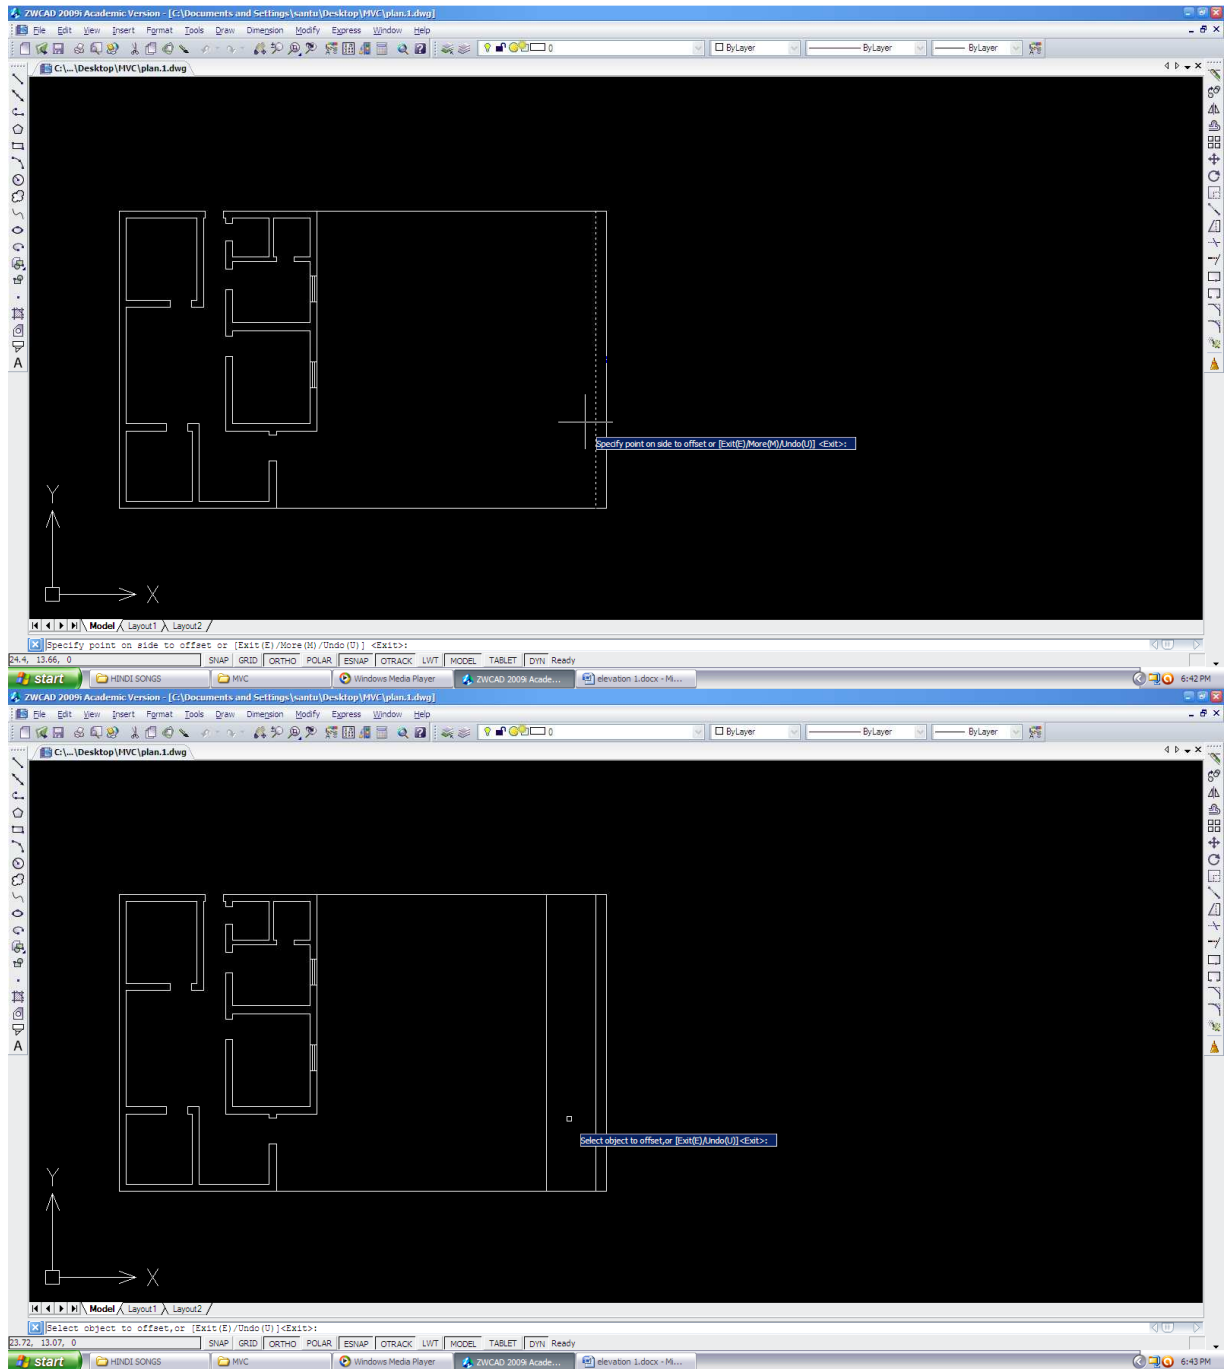 ZWCAD 2009i Academic Version - [C:\Documents and Settings\santu\Desktop\MVC\plan.1.dwg]
File Edit View Insert Format Tools Draw Dimension Modify Express Window Help
0 ByLayer ByLayer ByLayer
C:\...\Desktop\MVC\plan.1.dwg
A
Specify point on side to offset or [Exit(E)/More(M)/Undo(U)] <Exit>:
Y
X
Model Layout1 Layout2
Specify point on side to offset or [Exit(E)/More(M)/Undo(U)] <Exit>:
24.4, 13.66, 0 SNAP GRID ORTHO POLAR ESNAP OTRACK LWT MODEL TABLET DYN Ready
start HINDI SONGS MVC Windows Media Player ZWCAD 2009i Acade... elevation 1.docx - Mi... 6:42 PM
ZWCAD 2009i Academic Version - [C:\Documents and Settings\santu\Desktop\MVC\plan.1.dwg]
File Edit View Insert Format Tools Draw Dimension Modify Express Window Help
0 ByLayer ByLayer ByLayer
C:\...\Desktop\MVC\plan.1.dwg
A
Select object to offset,or [Exit(E)/Undo(U)]<Exit>:
Y
X
Model Layout1 Layout2
Select object to offset,or [Exit(E)/Undo(U)]<Exit>:
23.72, 13.07, 0 SNAP GRID ORTHO POLAR ESNAP OTRACK LWT MODEL TABLET DYN Ready
start HINDI SONGS MVC Windows Media Player ZWCAD 2009i Acade... elevation 1.docx - Mi... 6:43 PM